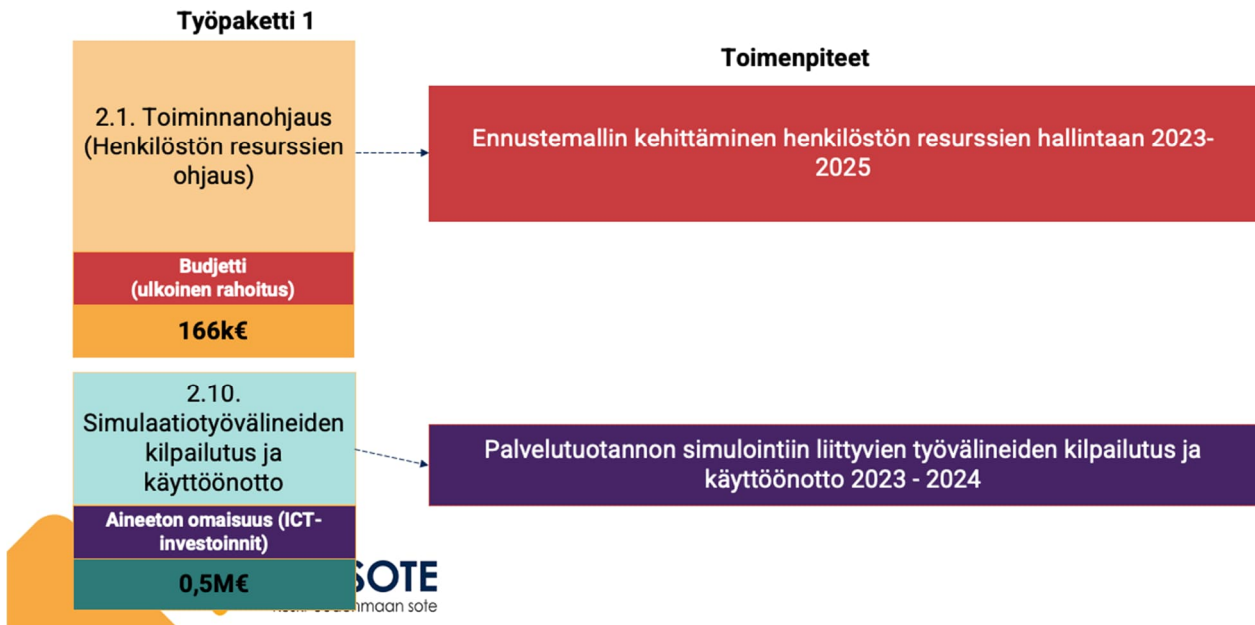 Työpaketti 1
2.1. Toiminnanohjaus
(Henkilöstön resurssien
ohjaus)
Budjetti
(ulkoinen rahoitus)
166k€
Toimenpiteet
Ennustemallin kehittäminen henkilöstön resurssien hallintaan 2023-
2025
2.10.
Simulaatiotyövälineiden
kilpailutus ja
käyttöönotto
Aineeton omaisuus (ICT-
investoinnit)
0,5M€
Palvelutuotannon simulointiin liittyvien työvälineiden kilpailutus ja
käyttöönotto 2023 - 2024
SOTE
sote